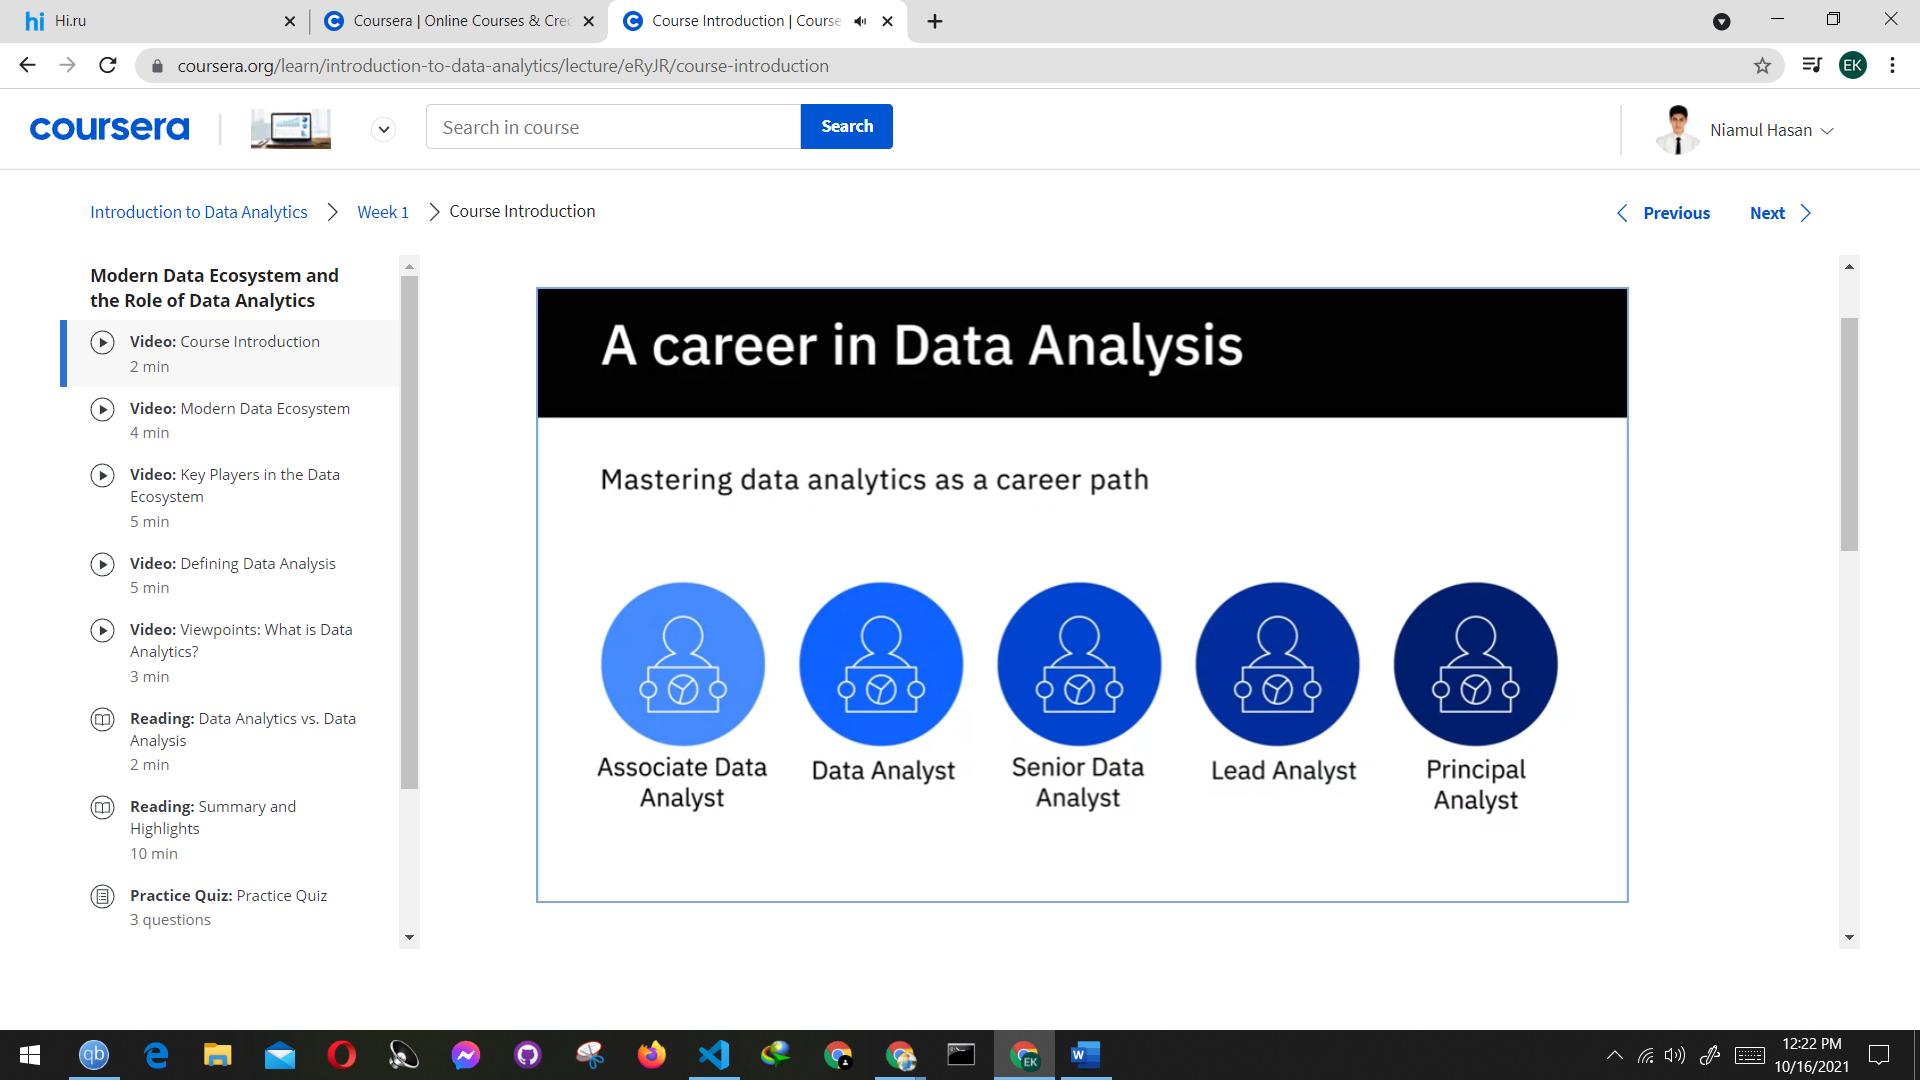 hi Hi.ru
Coursera | Online Courses & Cre
Course Introduction | Course
coursera.org/learn/introduction-to-data-analytics/lecture/eRyJR/course-introduction
EK
coursera
Search in course
Search
Niamul Hasan
Introduction to Data Analytics
Week 1
Course Introduction
Previous
Next
Modern Data Ecosystem and
the Role of Data Analytics
Video: Course Introduction
2 min
Video: Modern Data Ecosystem
4 min
Video: Key Players in the Data
Ecosystem
5 min
Video: Defining Data Analysis
5 min
Video: Viewpoints: What is Data
Analytics?
3 min
Reading: Data Analytics vs. Data
Analysis
2 min
Reading: Summary and
Highlights
10 min
Practice Quiz: Practice Quiz
3 questions
A career in Data Analysis
Mastering data analytics as a career path
Associate Data
Analyst
Data Analyst
Senior Data
Analyst
Lead Analyst
Principal
Analyst
qb
EK
W
12:22 PM
10/16/2021